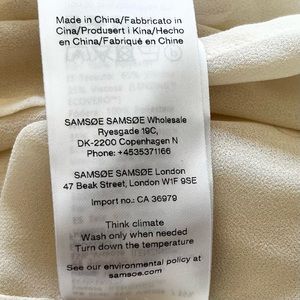 Made in China/Fabbricato in
Cina/Produsert i Kina/Hecho
en China/Fabriqué en Chine
SAMSØE SAMSØE Wholesale
Ryesgade 19C,
DK-2200 Copenhagen N
Phone: +4535371166
SAMSØE SAMSØE London
47 Beak Street, London W1F 9SE
Import no.: CA 36979
Think climate
Wash only when needed
Turn down the temperature
See our environmental policy at
samsoe.com